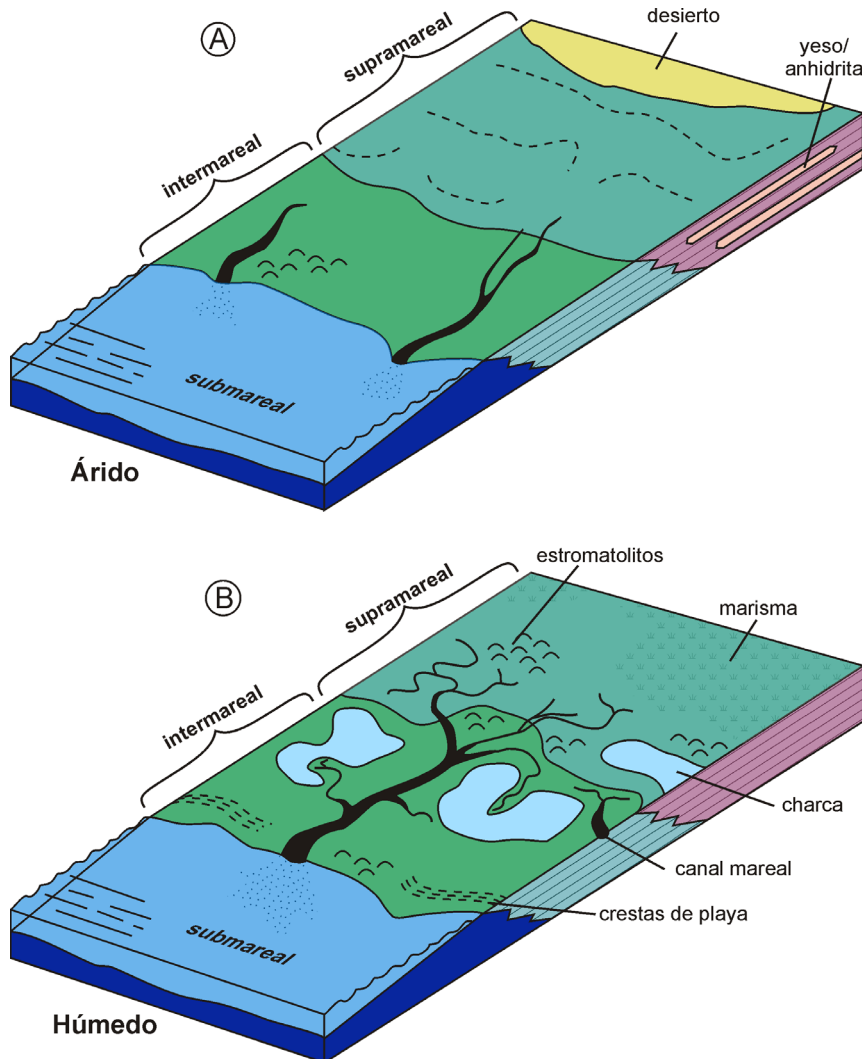 A
desierto
yeso/
anhidrita
supramareal
intermareal
submareal
Árido
B
estromatolitos
supramareal
marisma
intermareal
charca
canal mareal
crestas de playa
submareal
Húmedo